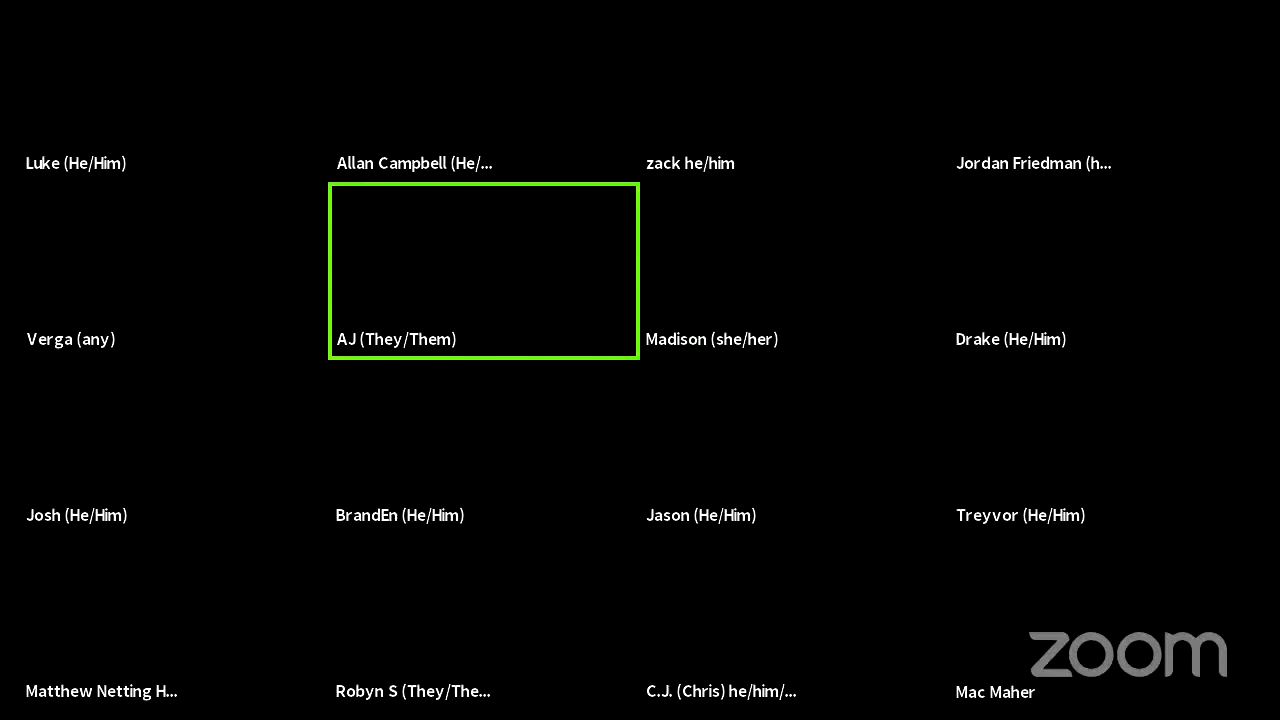 Luke (He/Him)
Allan Campbell (He/...
zack he/him
Jordan Friedman (h...
Verga (any)
AJ (They/Them)
Madison (she/her)
Drake (He/Him)
Josh (He/Him)
BrandEn (He/Him)
Jason (He/Him)
Treyvor (He/Him)
zoom
Matthew Netting H...
Robyn S (They/The...
C.J. (Chris) he/him/...
Mac Maher